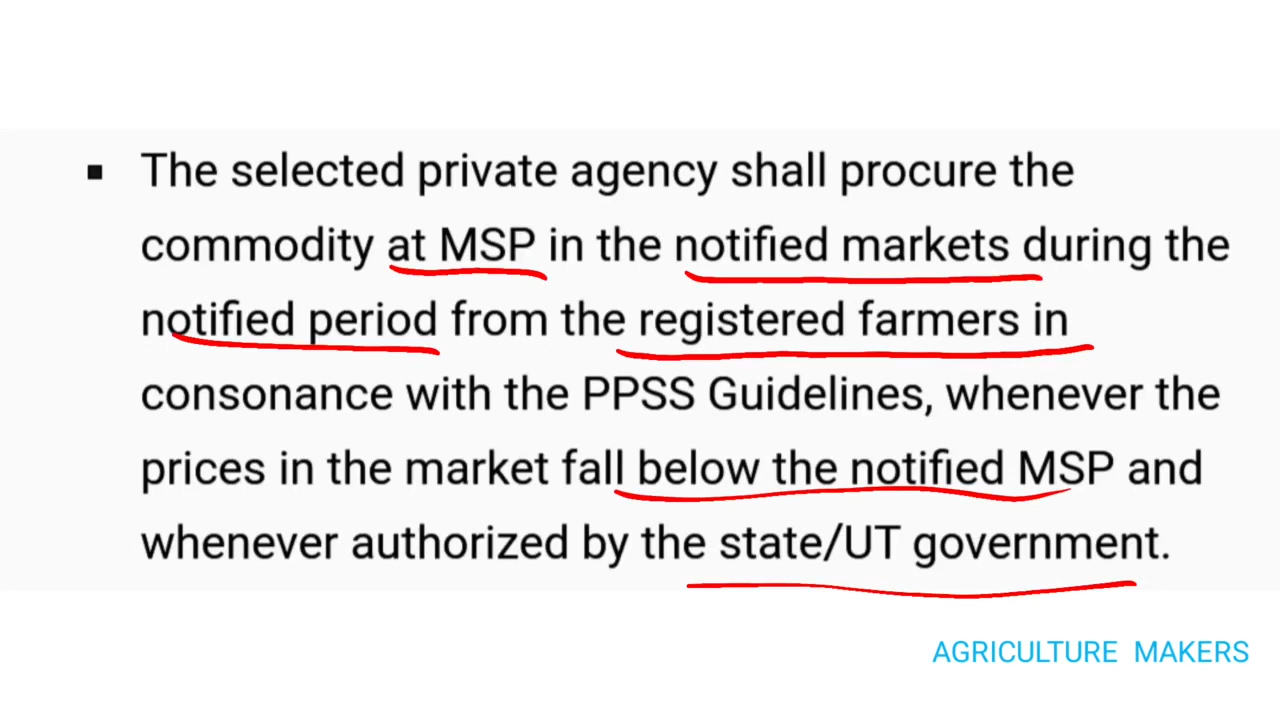 ▪ The selected private agency shall procure the
commodity at MSP in the notified markets during the
notified period from the registered farmers in
consonance with the PPSS Guidelines, whenever the
prices in the market fall below the notified MSP and
whenever authorized by the state/UT government.
AGRICULTURE MAKERS